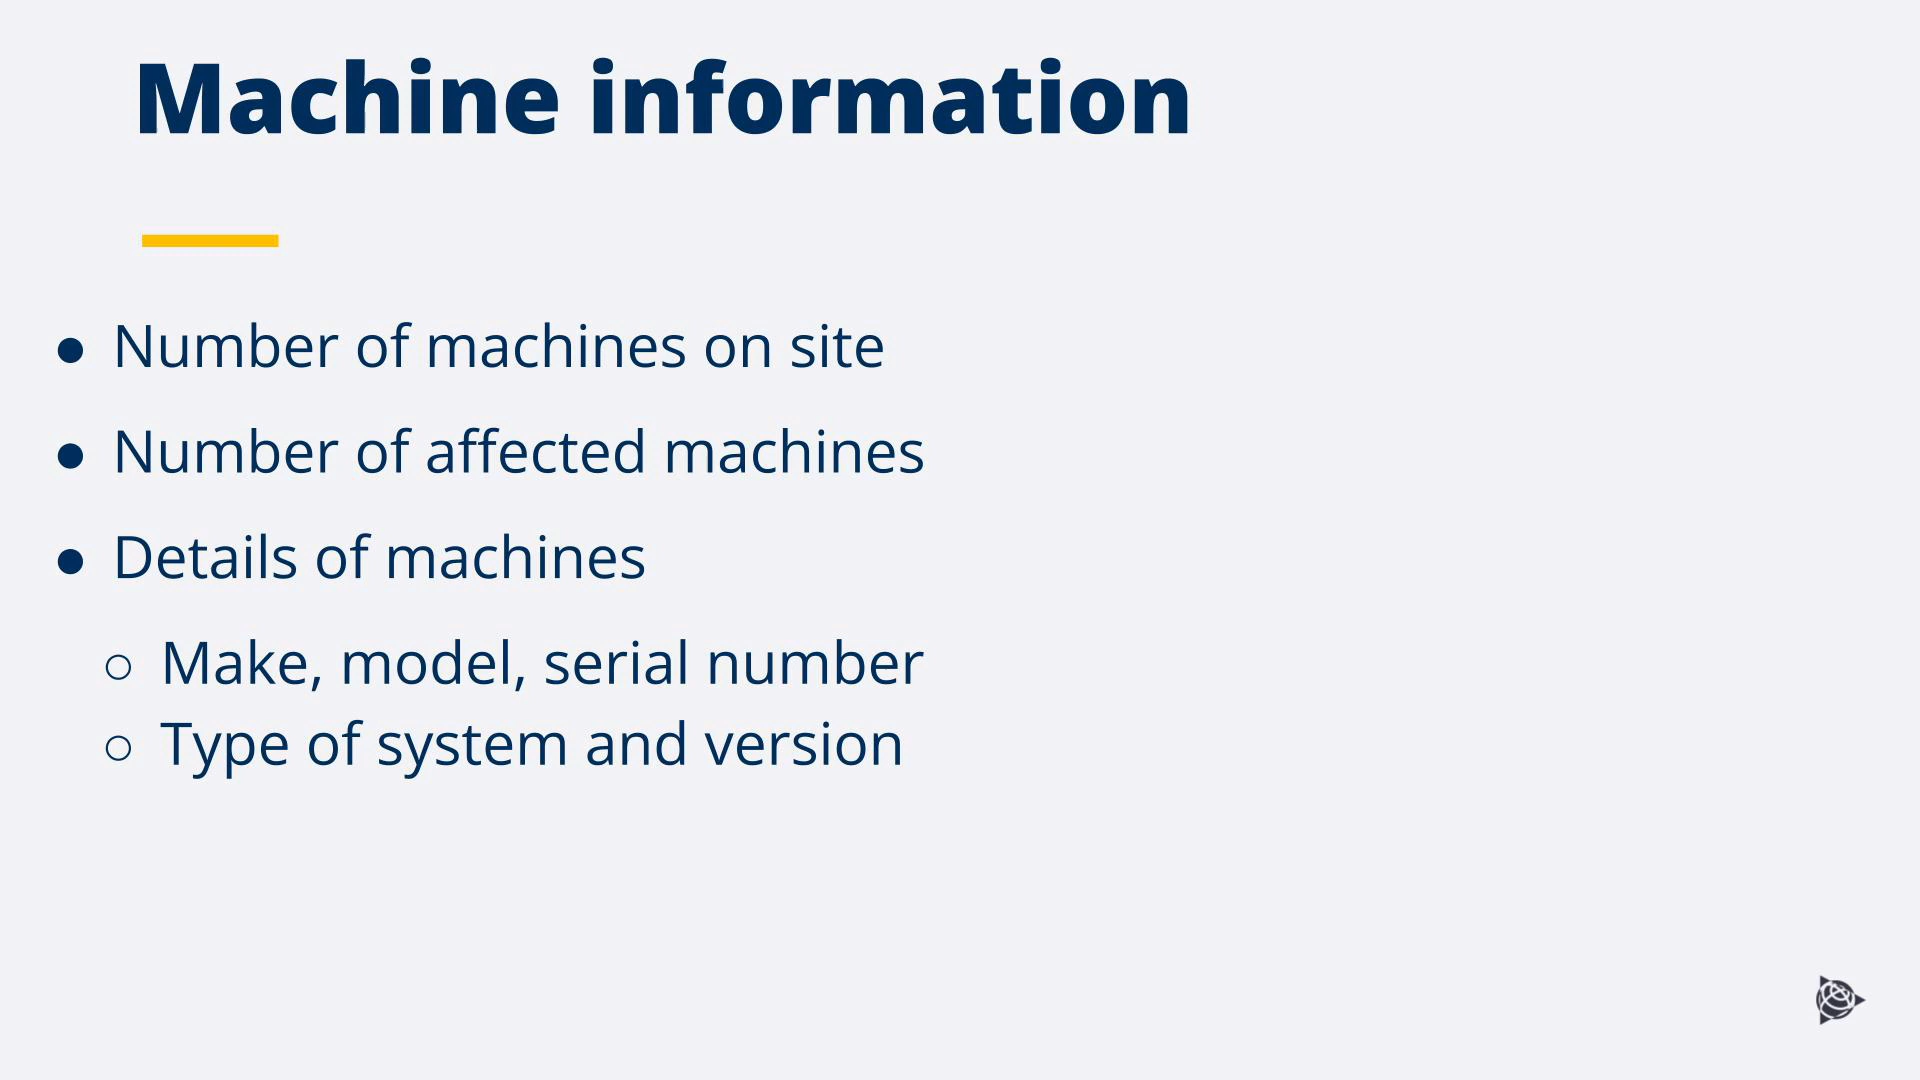 Machine information
● Number of machines on site
● Number of affected machines
● Details of machines
○ Make, model, serial number
○ Type of system and version